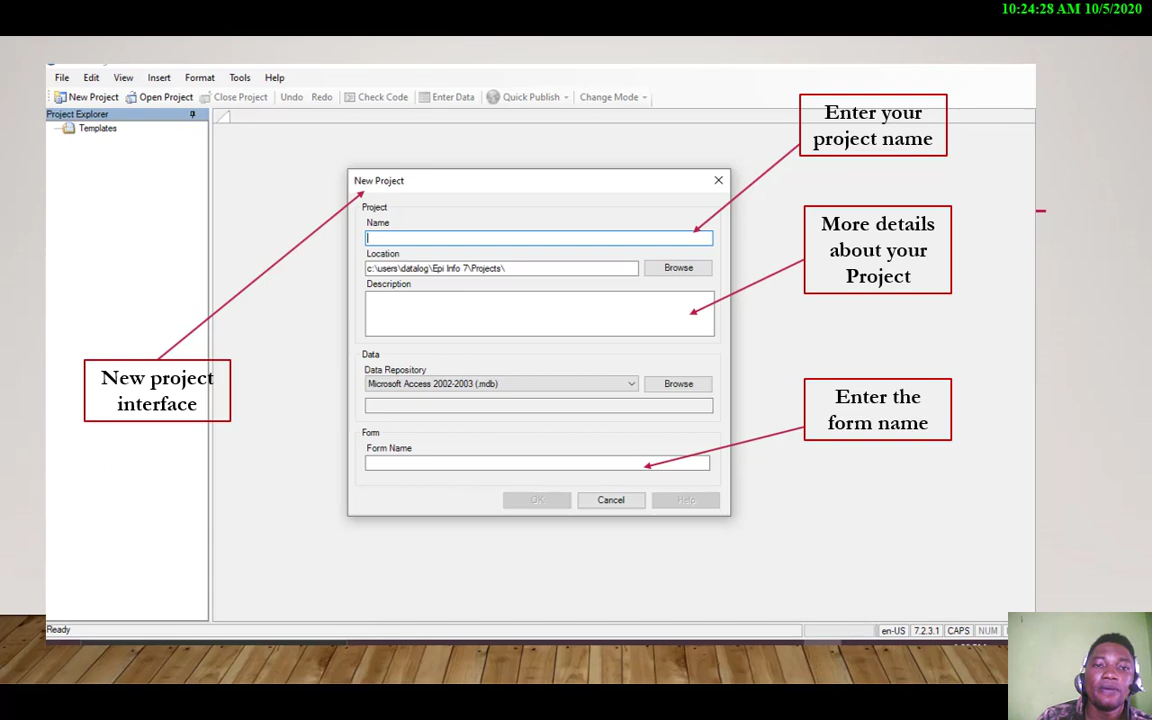 10:24:28 AM 10/5/2020
File Edit View Insert Format Tools Help
New Project Open Project Close Project Undo Redo Check Code Enter Data Quick Publish Change Mode
Project Explorer
Templates
Enter your
project name
New Project
Project
Name
Location
c:\users\datalog\Epi Info 7\Projects\
Browse
Description
More details
about your
Project
New project
interface
Data
Data Repository
Microsoft Access 2002-2003 (.mdb)
Browse
Form
Form Name
Enter the
form name
OK Cancel Help
Ready en-US 7.2.3.1 CAPS NUM